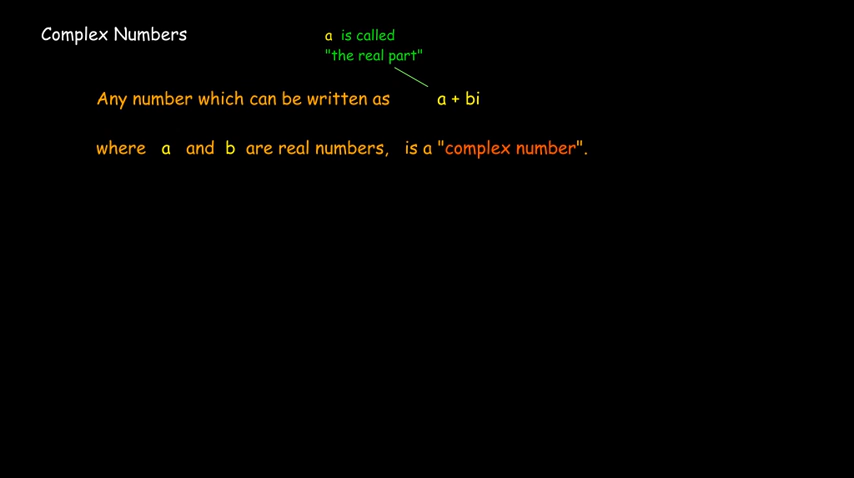 Complex Numbers
a is called
"the real part"
Any number which can be written as a + bi
where a and b are real numbers, is a "complex number".